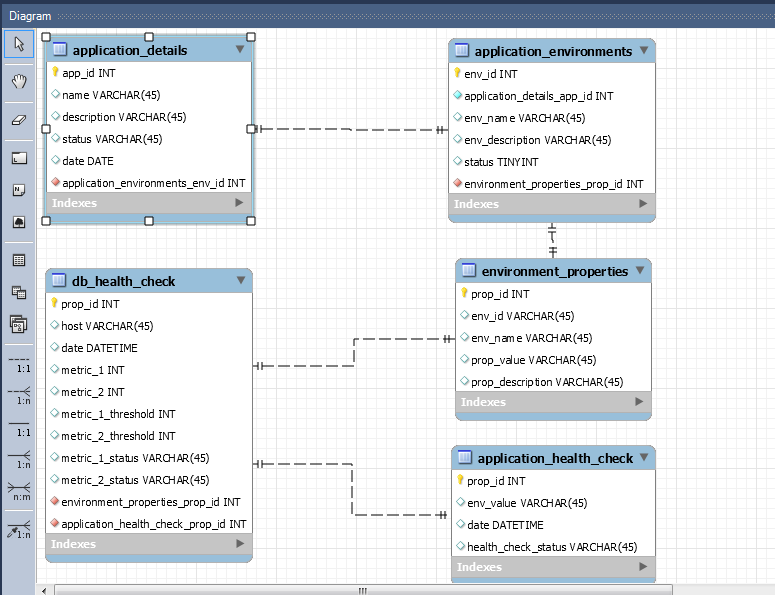 Diagram
application_details
app_id INT
name VARCHAR(45)
description VARCHAR(45)
status VARCHAR(45)
date DATE
application_environments_env_id INT
Indexes
application_environments
env_id INT
application_details_app_id INT
env_name VARCHAR(45)
env_description VARCHAR(45)
status TINYINT
environment_properties_prop_id INT
Indexes
db_health_check
prop_id INT
host VARCHAR(45)
date DATETIME
metric_1 INT
metric_2 INT
metric_1_threshold INT
metric_2_threshold INT
metric_1_status VARCHAR(45)
metric_2_status VARCHAR(45)
environment_properties_prop_id INT
application_health_check_prop_id INT
Indexes
environment_properties
prop_id INT
env_id VARCHAR(45)
env_name VARCHAR(45)
prop_value VARCHAR(45)
prop_description VARCHAR(45)
Indexes
application_health_check
prop_id INT
env_value VARCHAR(45)
date DATETIME
health_check_status VARCHAR(45)
Indexes
1:1
1:n
1:1
1:n
n:m
1:n